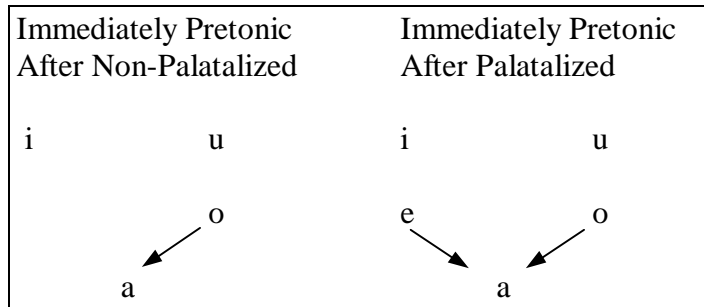 Immediately Pretonic
After Non-Palatalized
i u
o
a
Immediately Pretonic
After Palatalized
i u
e o
a